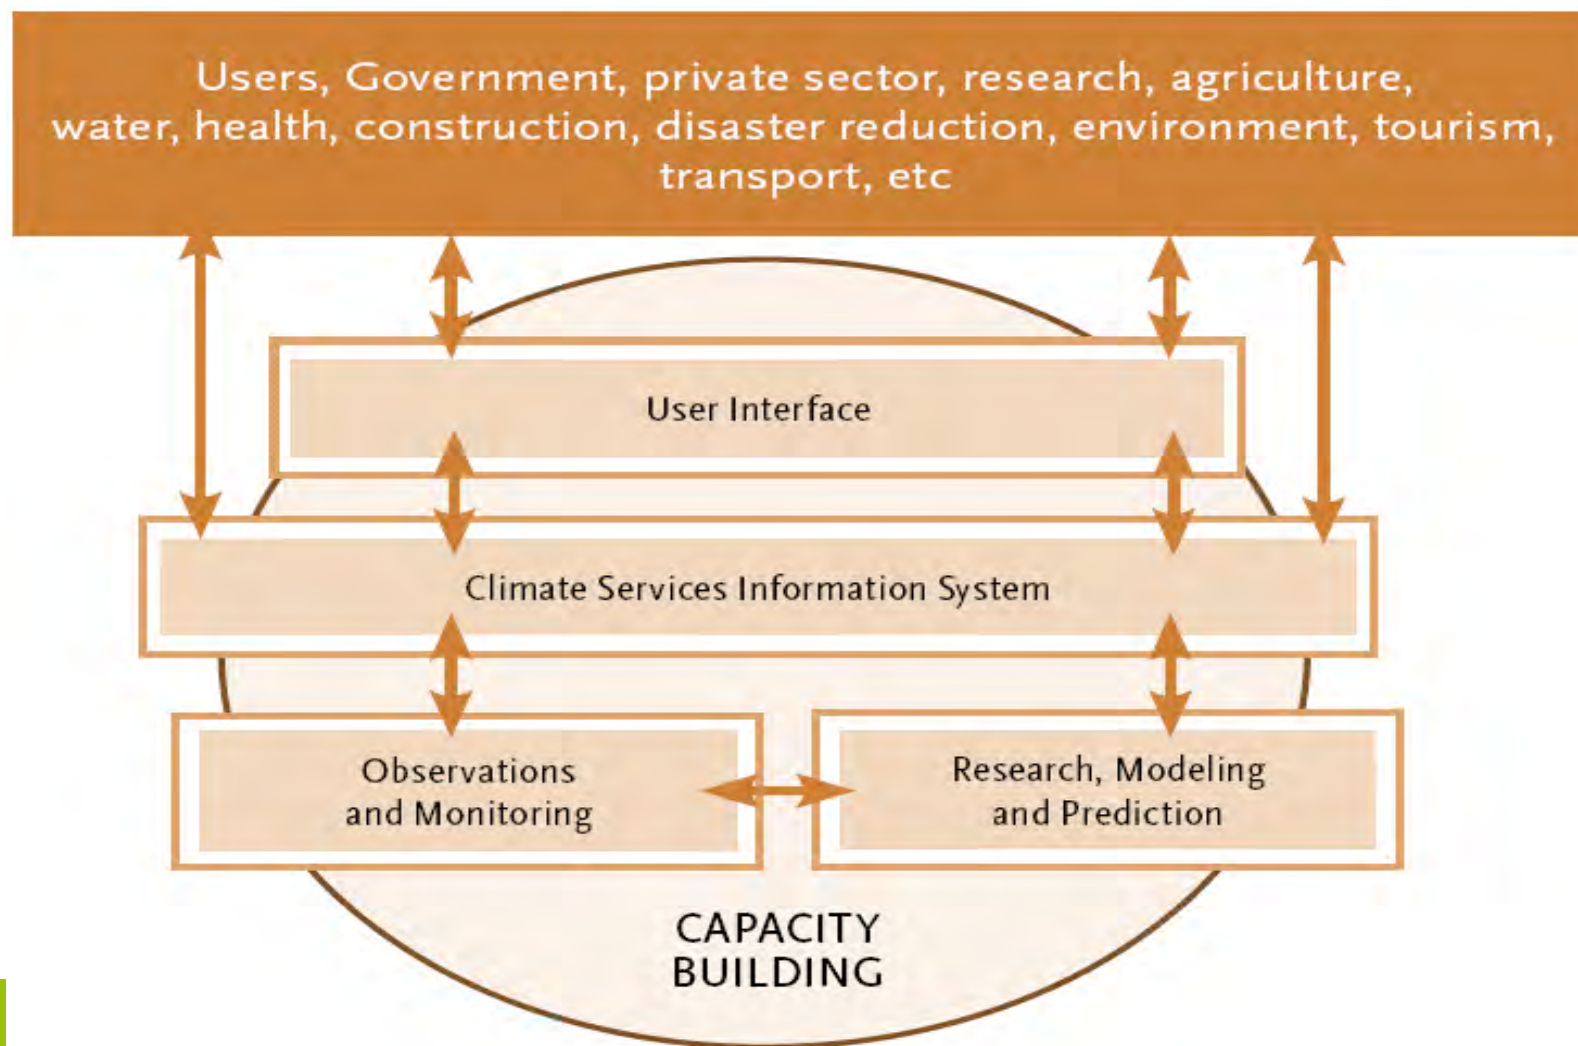 Users, Government, private sector, research, agriculture,
water, health, construction, disaster reduction, environment, tourism,
transport, etc
User Interface
Climate Services Information System
Observations
and Monitoring
Research, Modeling
and Prediction
CAPACITY
BUILDING